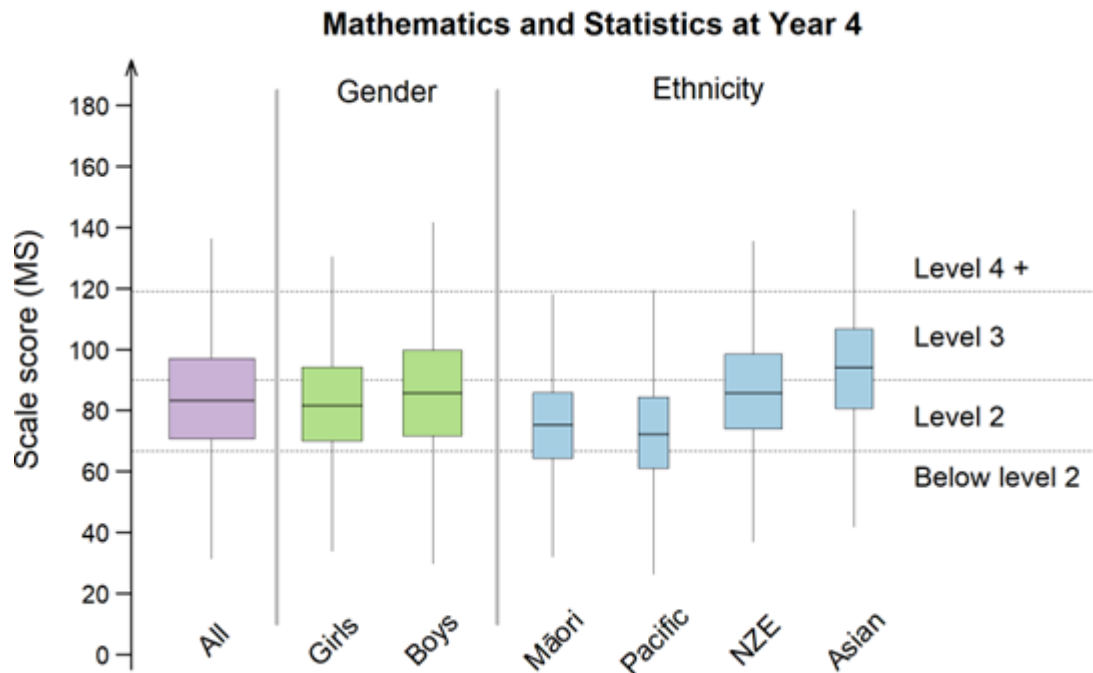 Mathematics and Statistics at Year 4
Gender
Ethnicity
Scale score (MS)
180
160
140
120
100
80
60
40
20
0
Level 4 +
Level 3
Level 2
Below level 2
All
Girls
Boys
Māori
Pacific
NZE
Asian